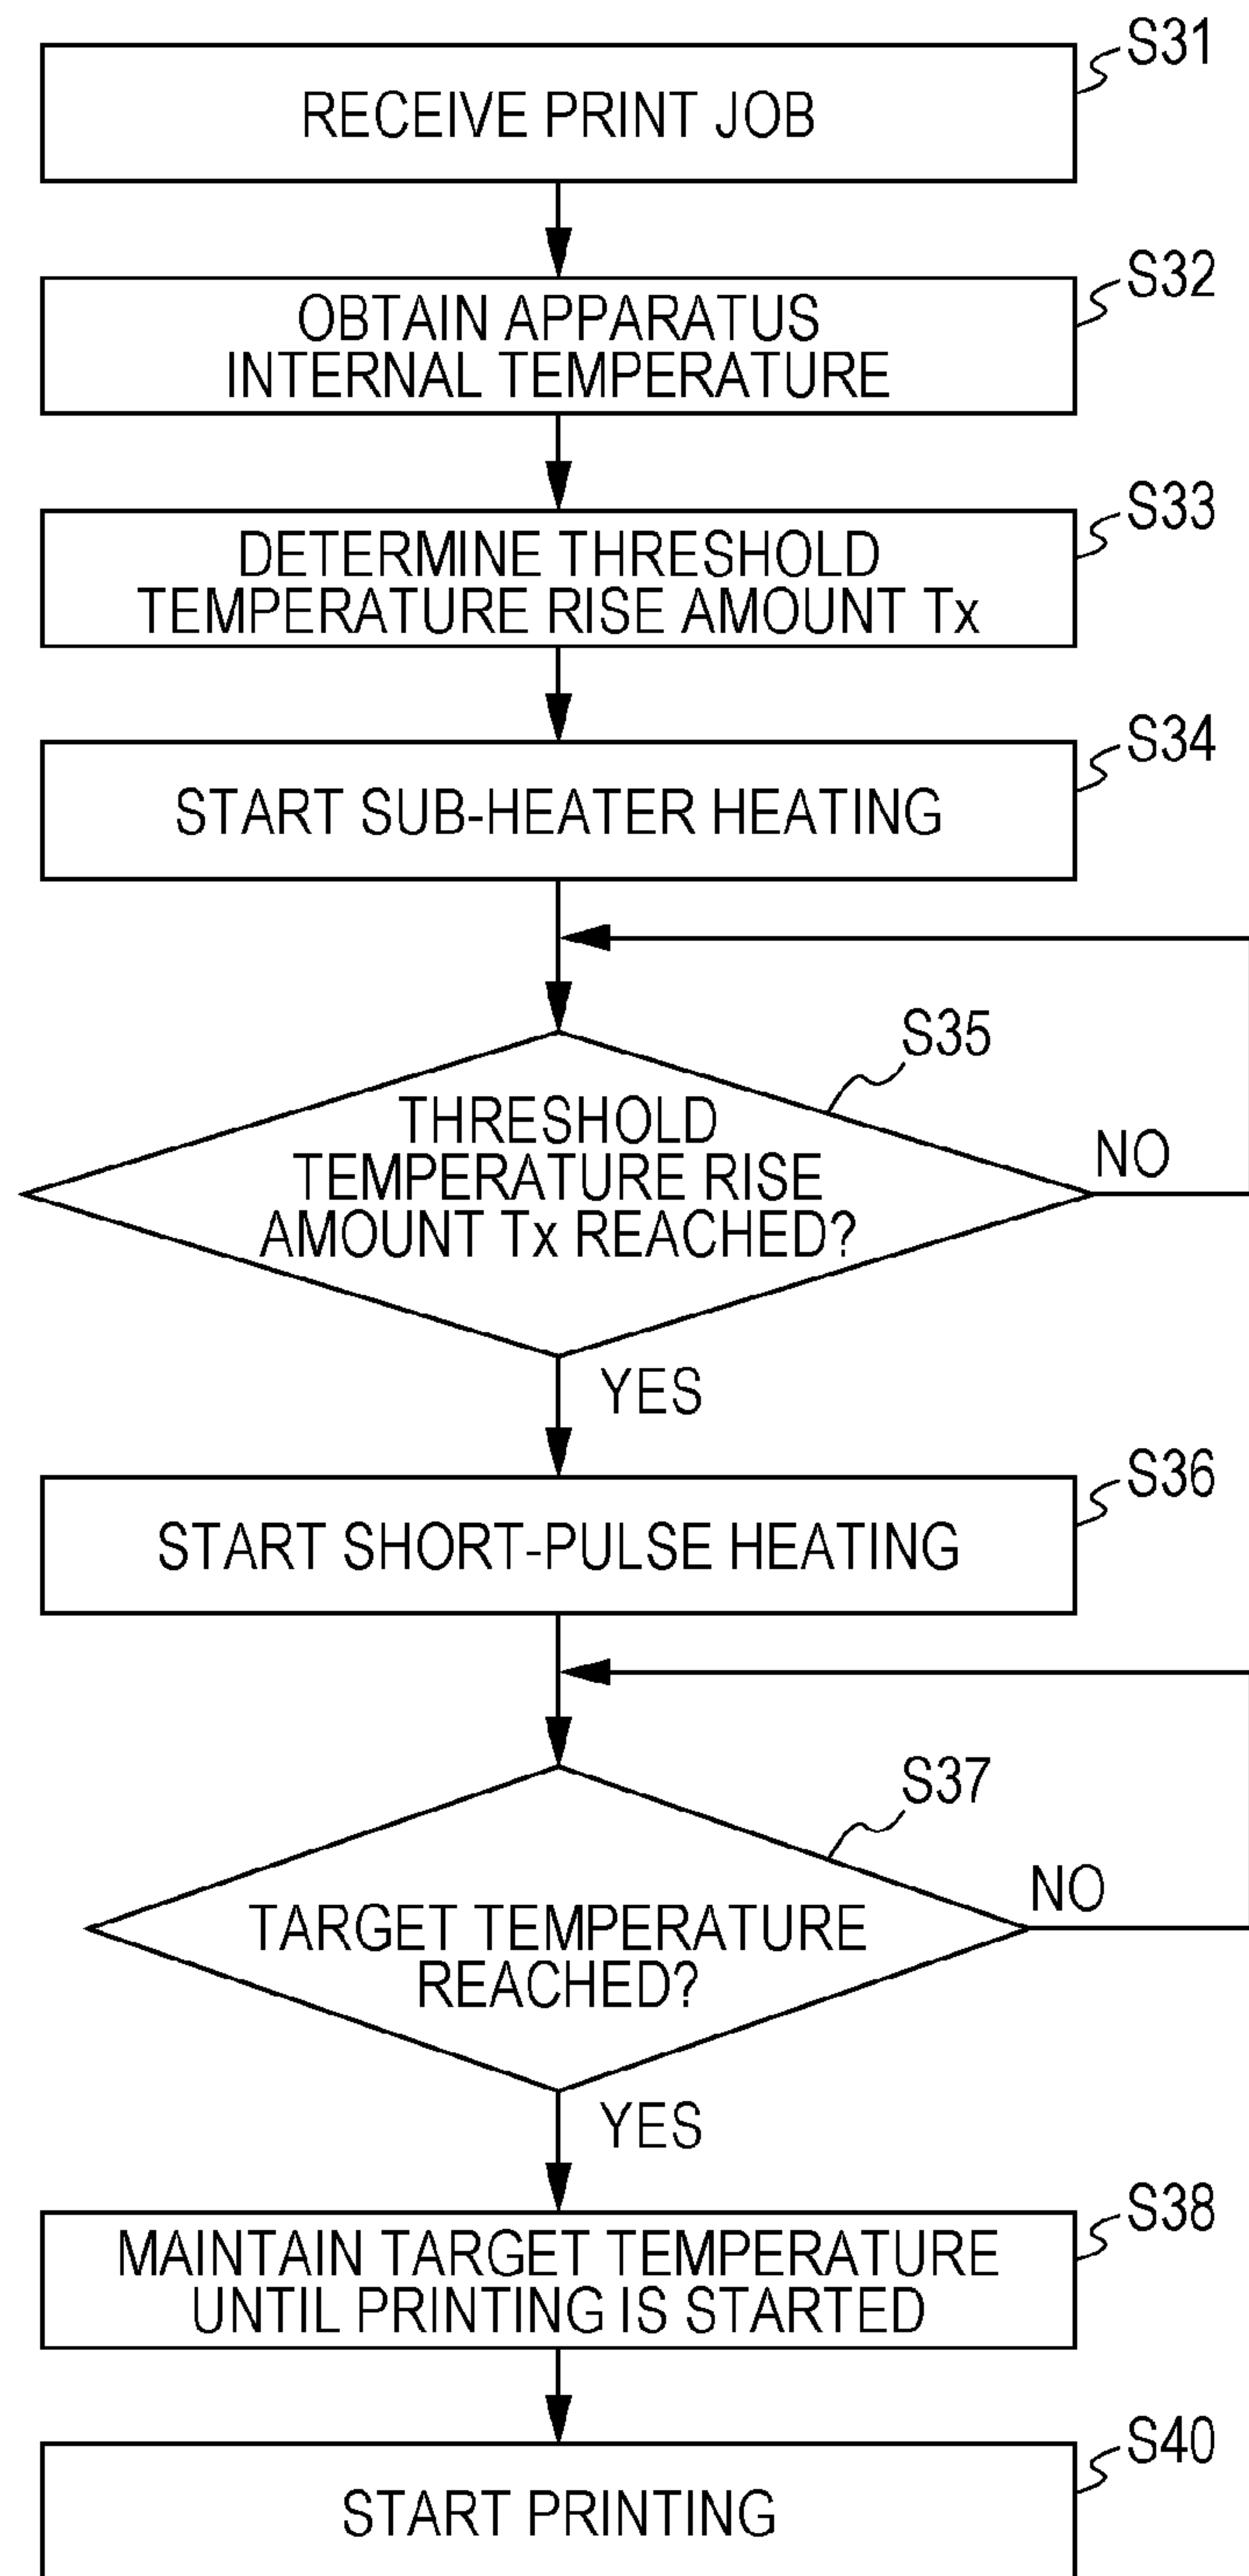 S31
RECEIVE PRINT JOB
S32
OBTAIN APPARATUS
INTERNAL TEMPERATURE
S33
DETERMINE THRESHOLD
TEMPERATURE RISE AMOUNT Tx
S34
START SUB-HEATER HEATING
S35
THRESHOLD
TEMPERATURE RISE
AMOUNT Tx REACHED?
NO
YES
S36
START SHORT-PULSE HEATING
S37
TARGET TEMPERATURE
REACHED?
NO
YES
S38
MAINTAIN TARGET TEMPERATURE
UNTIL PRINTING IS STARTED
S40
START PRINTING